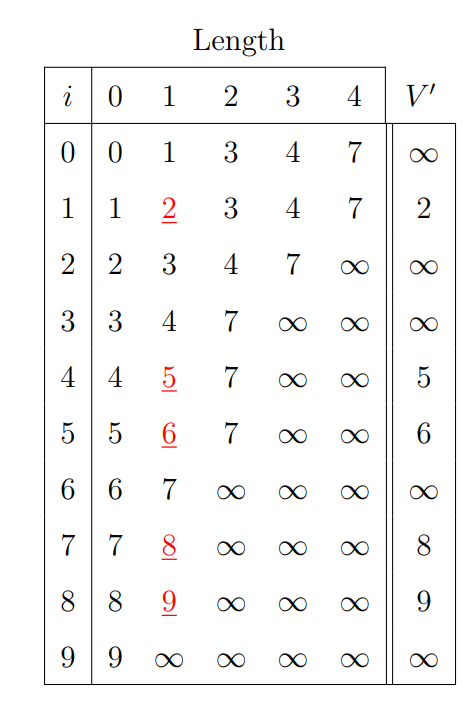 Length
i 0 1 2 3 4 V′
0 0 1 3 4 7 ∞
1 1 2 3 4 7 2
2 2 3 4 7 ∞ ∞
3 3 4 7 ∞ ∞ ∞
4 4 5 7 ∞ ∞ 5
5 5 6 7 ∞ ∞ 6
6 6 7 ∞ ∞ ∞ ∞
7 7 8 ∞ ∞ ∞ 8
8 8 9 ∞ ∞ ∞ 9
9 9 ∞ ∞ ∞ ∞ ∞